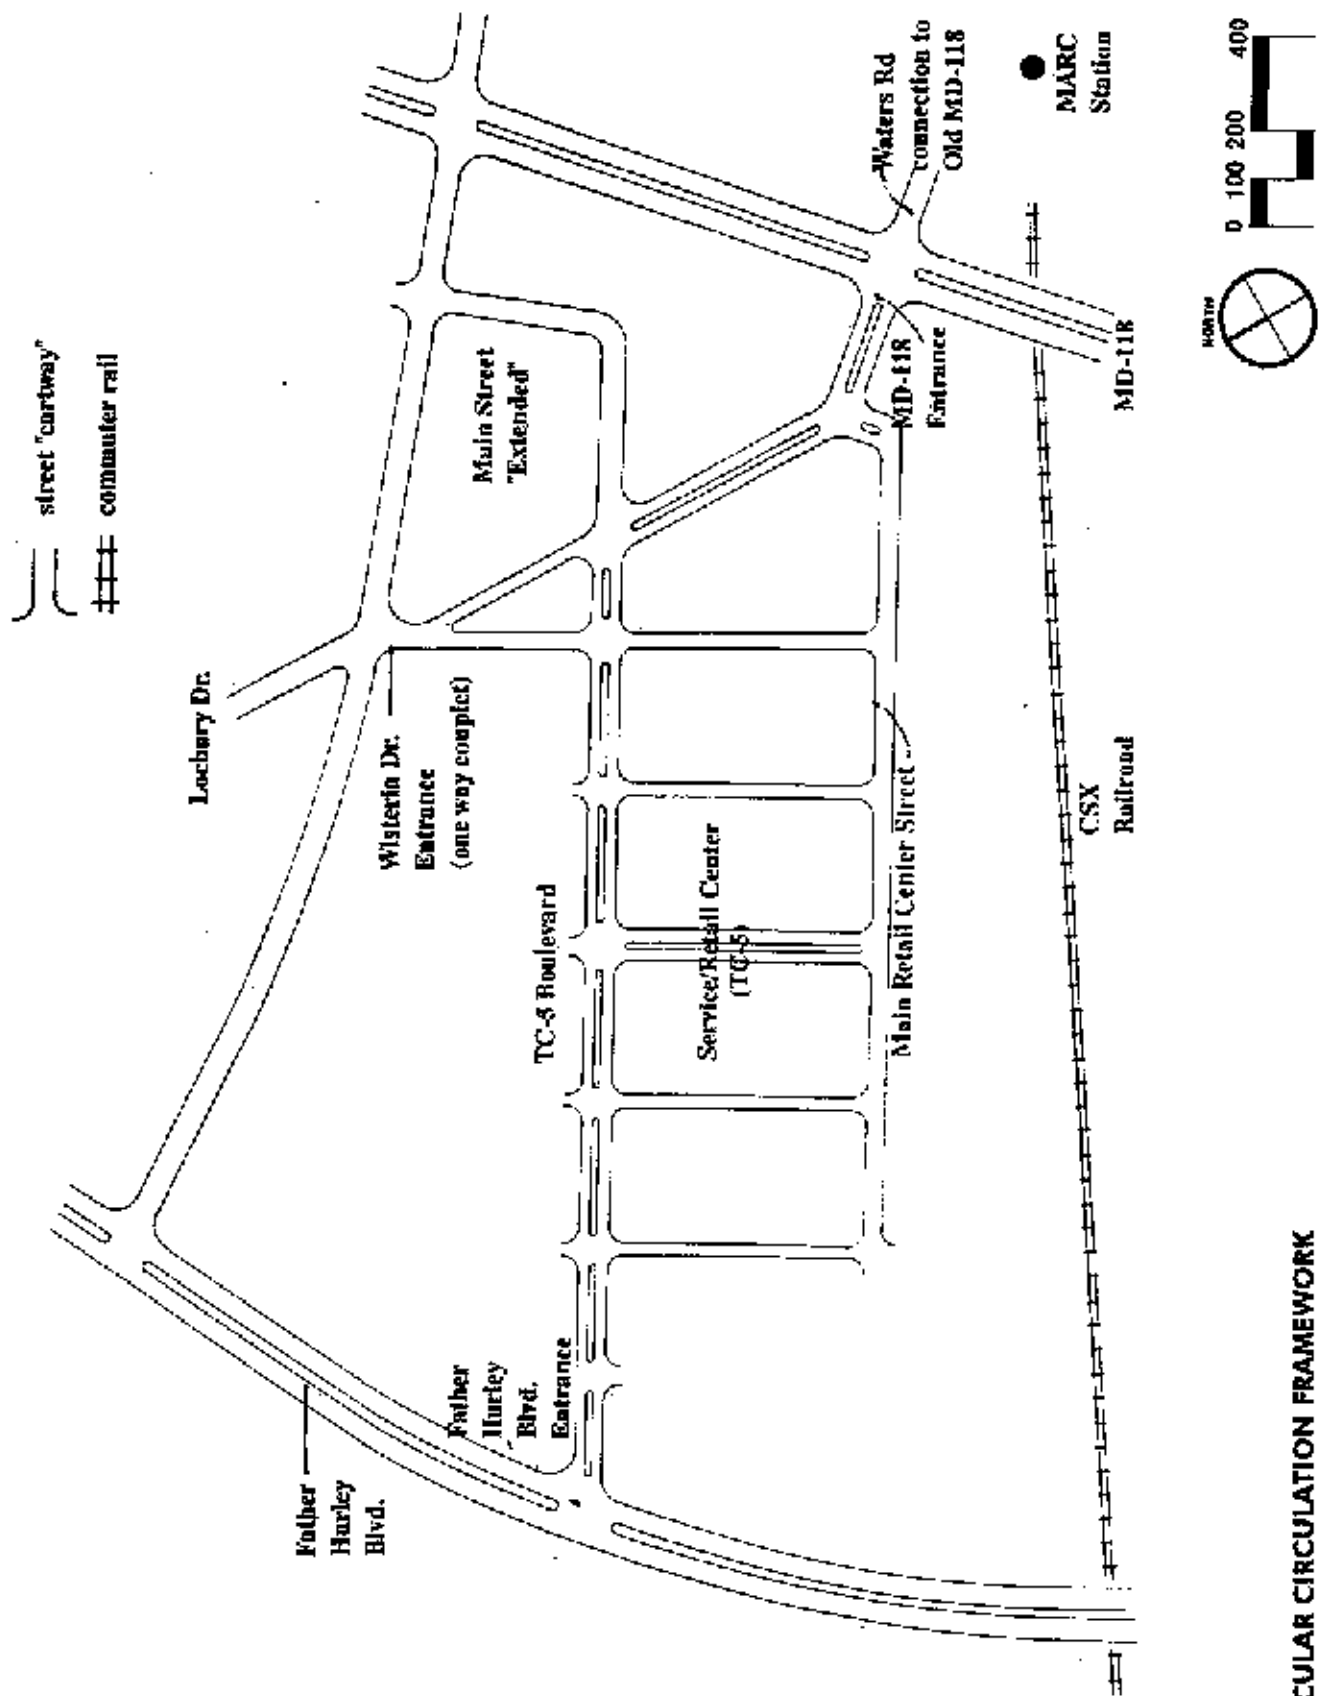 street "cartway"
commuter rail
Locbury Dr.
Wisteria Dr.
Entrance
(one way couplet)
Main Street
"Extended"
Waters Rd
connection to
Old MD-118
MARC
Station
MD-118
Entrance
MD-118
TC-5 Boulevard
Service/Retail Center
(TC-5)
Main Retail Center Street
CSX
Railroad
Father
Hurley
Blvd.
Father
Hurley
Blvd.
Entrance
0 100 200 400
NORTH
CULAR CIRCULATION FRAMEWORK